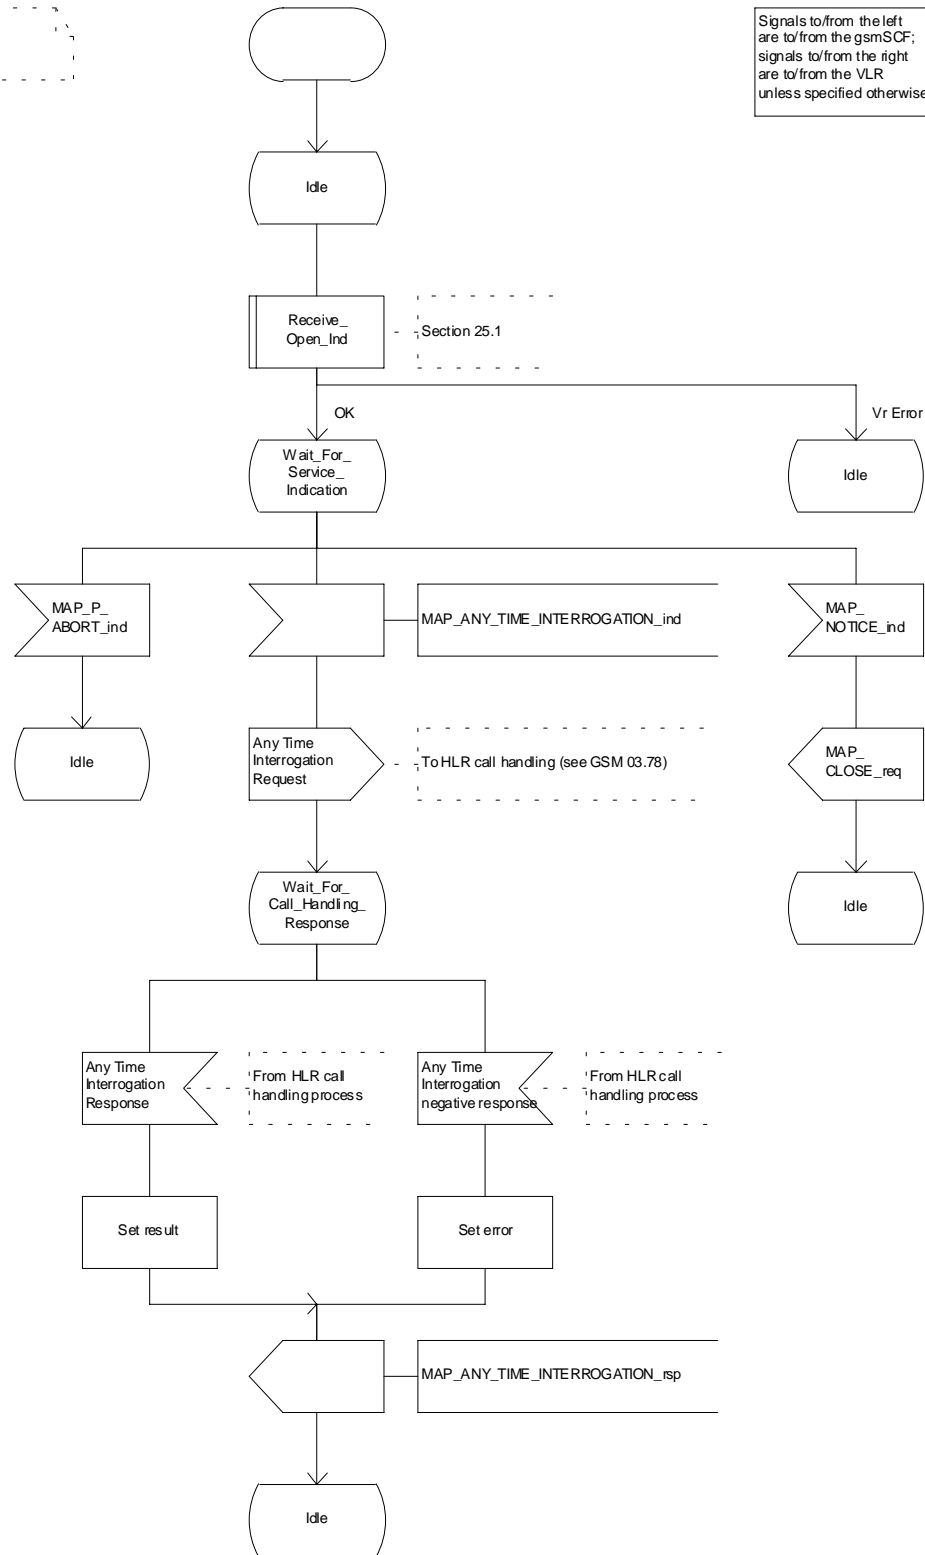 Signals to/from the left
are to/from the gsmSCF;
signals to/from the right
are to/from the VLR
unless specified otherwise
Idle
Receive_
Open_Ind
Section 25.1
OK
Vr Error
Wait_For_
Service_
Indication
Idle
MAP_P_
ABORT_ind
MAP_ANY_TIME_INTERROGATION_ind
MAP_
NOTICE_ind
Idle
Any Time
Interrogation
Request
To HLR call handling (see GSM 03.78)
MAP_
CLOSE_req
Wait_For_
Call_Handling_
Response
Idle
Any Time
Interrogation
Response
From HLR call
handling process
Any Time
Interrogation
negative response
From HLR call
handling process
Set result
Set error
MAP_ANY_TIME_INTERROGATION_rsp
Idle